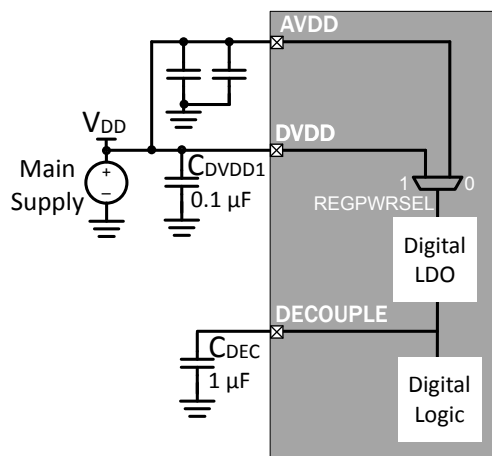 AVDD
VDD
DVDD
Main
Supply
+
–
CDVDD1
0.1 µF
1
0
REGPWRSEL
Digital
LDO
DECOUPLE
CDEC
1 µF
Digital
Logic